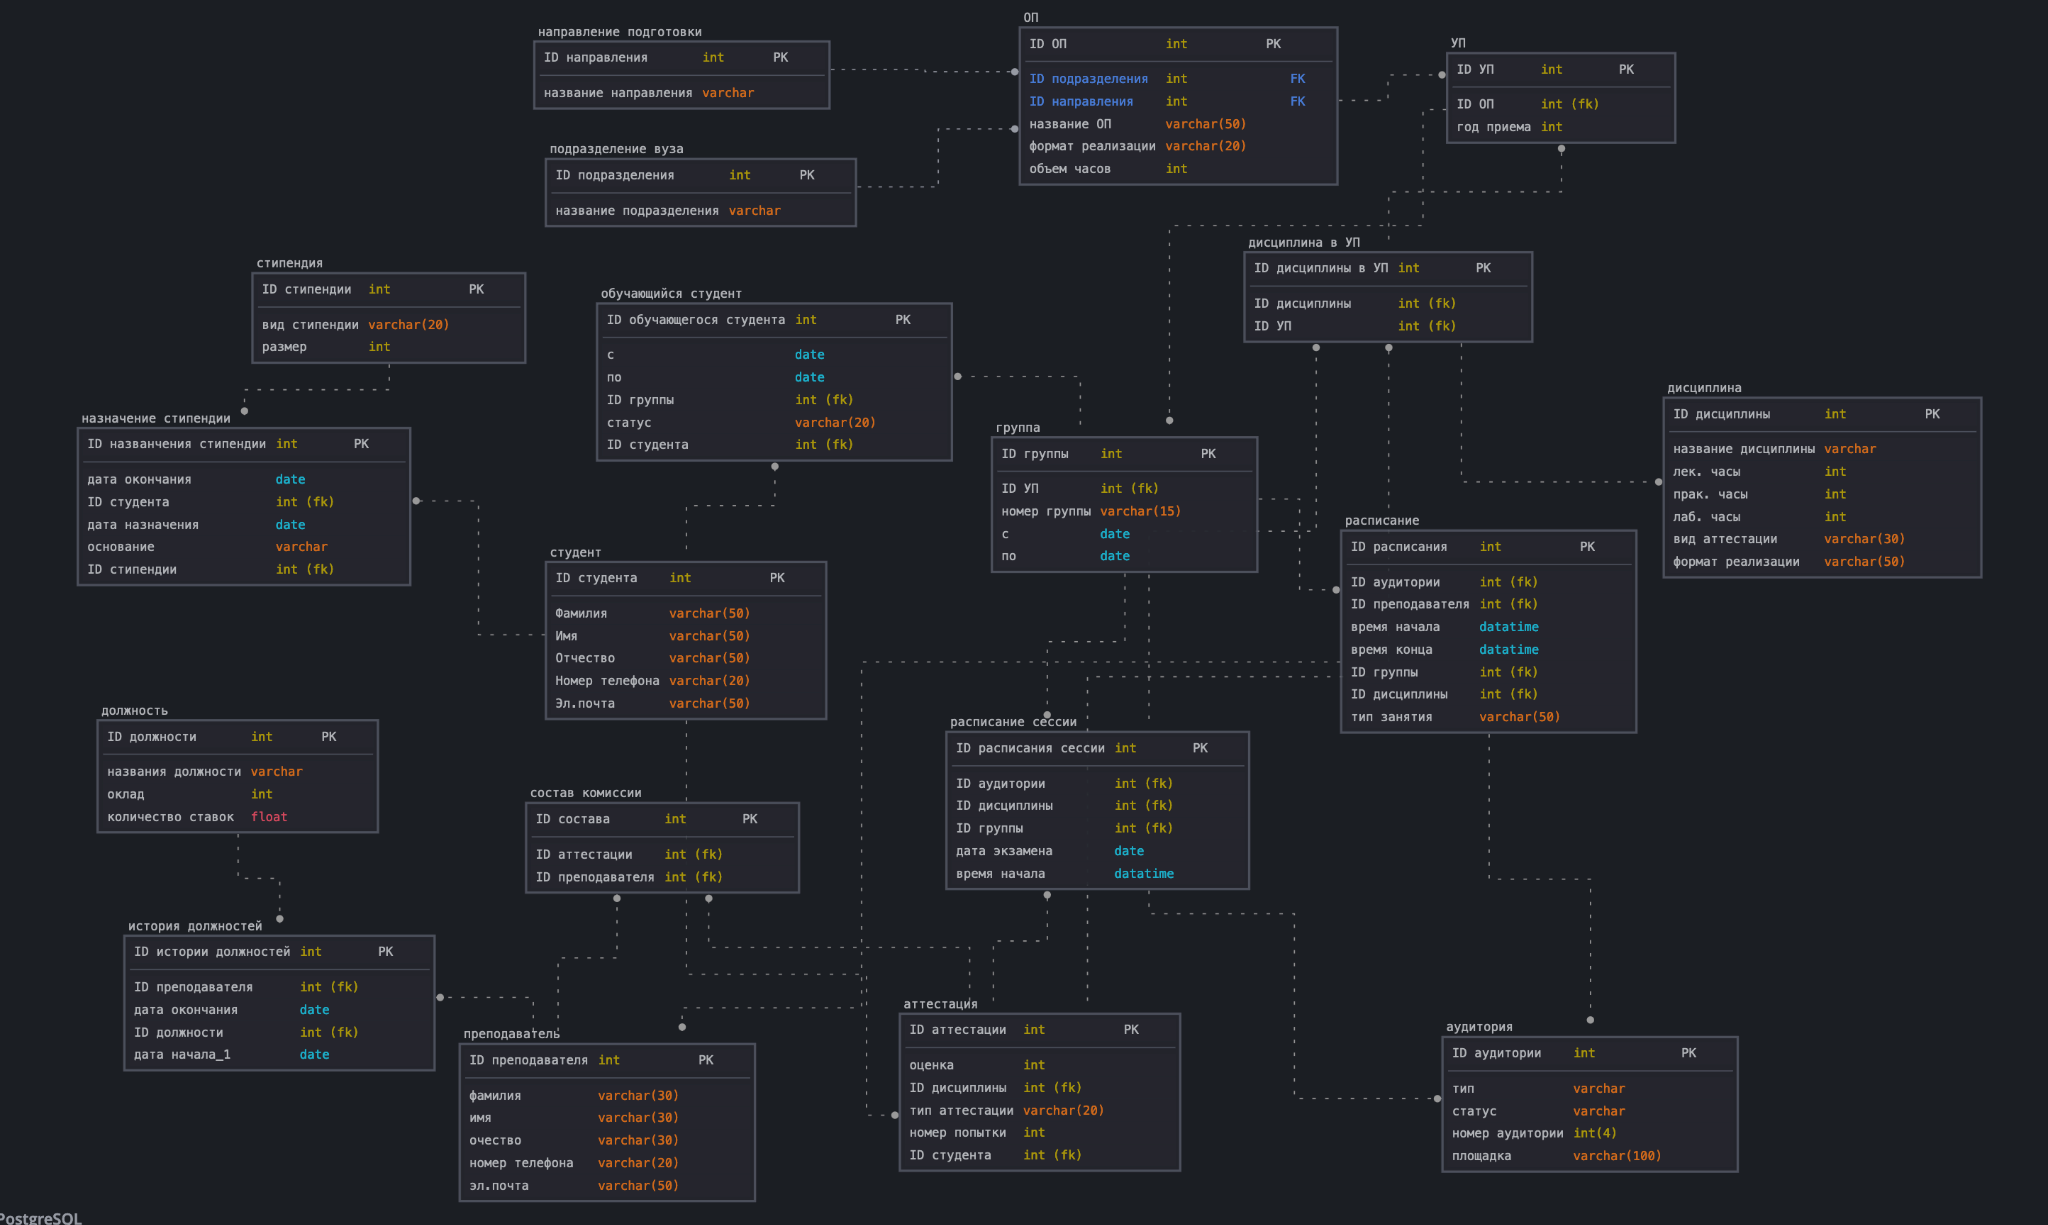 направление подготовки
ID направления int PK
название направления varchar
ОП
ID ОП int PK
ID подразделения int FK
ID направления int FK
название ОП varchar(50)
формат реализации varchar(20)
объем часов int
УП
ID УП int PK
ID ОП int (fk)
год приема int
подразделение вуза
ID подразделения int PK
название подразделения varchar
дисциплина в УП
ID дисциплины в УП int PK
ID дисциплины int (fk)
ID УП int (fk)
стипендия
ID стипендии int PK
вид стипендии varchar(20)
размер int
обучающийся студент
ID обучающегося студента int PK
с date
по date
ID группы int (fk)
статус varchar(20)
ID студента int (fk)
дисциплина
ID дисциплины int PK
название дисциплины varchar
лек. часы int
прак. часы int
лаб. часы int
вид аттестации varchar(30)
формат реализации varchar(50)
назначение стипендии
ID названчения стипендии int PK
дата окончания date
ID студента int (fk)
дата назначения date
основание varchar
ID стипендии int (fk)
группа
ID группы int PK
ID УП int (fk)
номер группы varchar(15)
с date
по date
расписание
ID расписания int PK
ID аудитории int (fk)
ID преподавателя int (fk)
время начала datatime
время конца datatime
ID группы int (fk)
ID дисциплины int (fk)
тип занятия varchar(50)
студент
ID студента int PK
Фамилия varchar(50)
Имя varchar(50)
Отчество varchar(50)
Номер телефона varchar(20)
Эл.почта varchar(50)
должность
ID должности int PK
названия должности varchar
оклад int
количество ставок float
расписание сессии
ID расписания сессии int PK
ID аудитории int (fk)
ID дисциплины int (fk)
ID группы int (fk)
дата экзамена date
время начала datatime
состав комиссии
ID состава int PK
ID аттестации int (fk)
ID преподавателя int (fk)
история должностей
ID истории должностей int PK
ID преподавателя int (fk)
дата окончания date
ID должности int (fk)
дата начала_1 date
преподаватель
ID преподавателя int PK
фамилия varchar(30)
имя varchar(30)
очество varchar(30)
номер телефона varchar(20)
эл.почта varchar(50)
аттестация
ID аттестации int PK
оценка int
ID дисциплины int (fk)
тип аттестации varchar(20)
номер попытки int
ID студента int (fk)
аудитория
ID аудитории int PK
тип varchar
статус varchar
номер аудитории int(4)
площадка varchar(100)
PostgreSQL